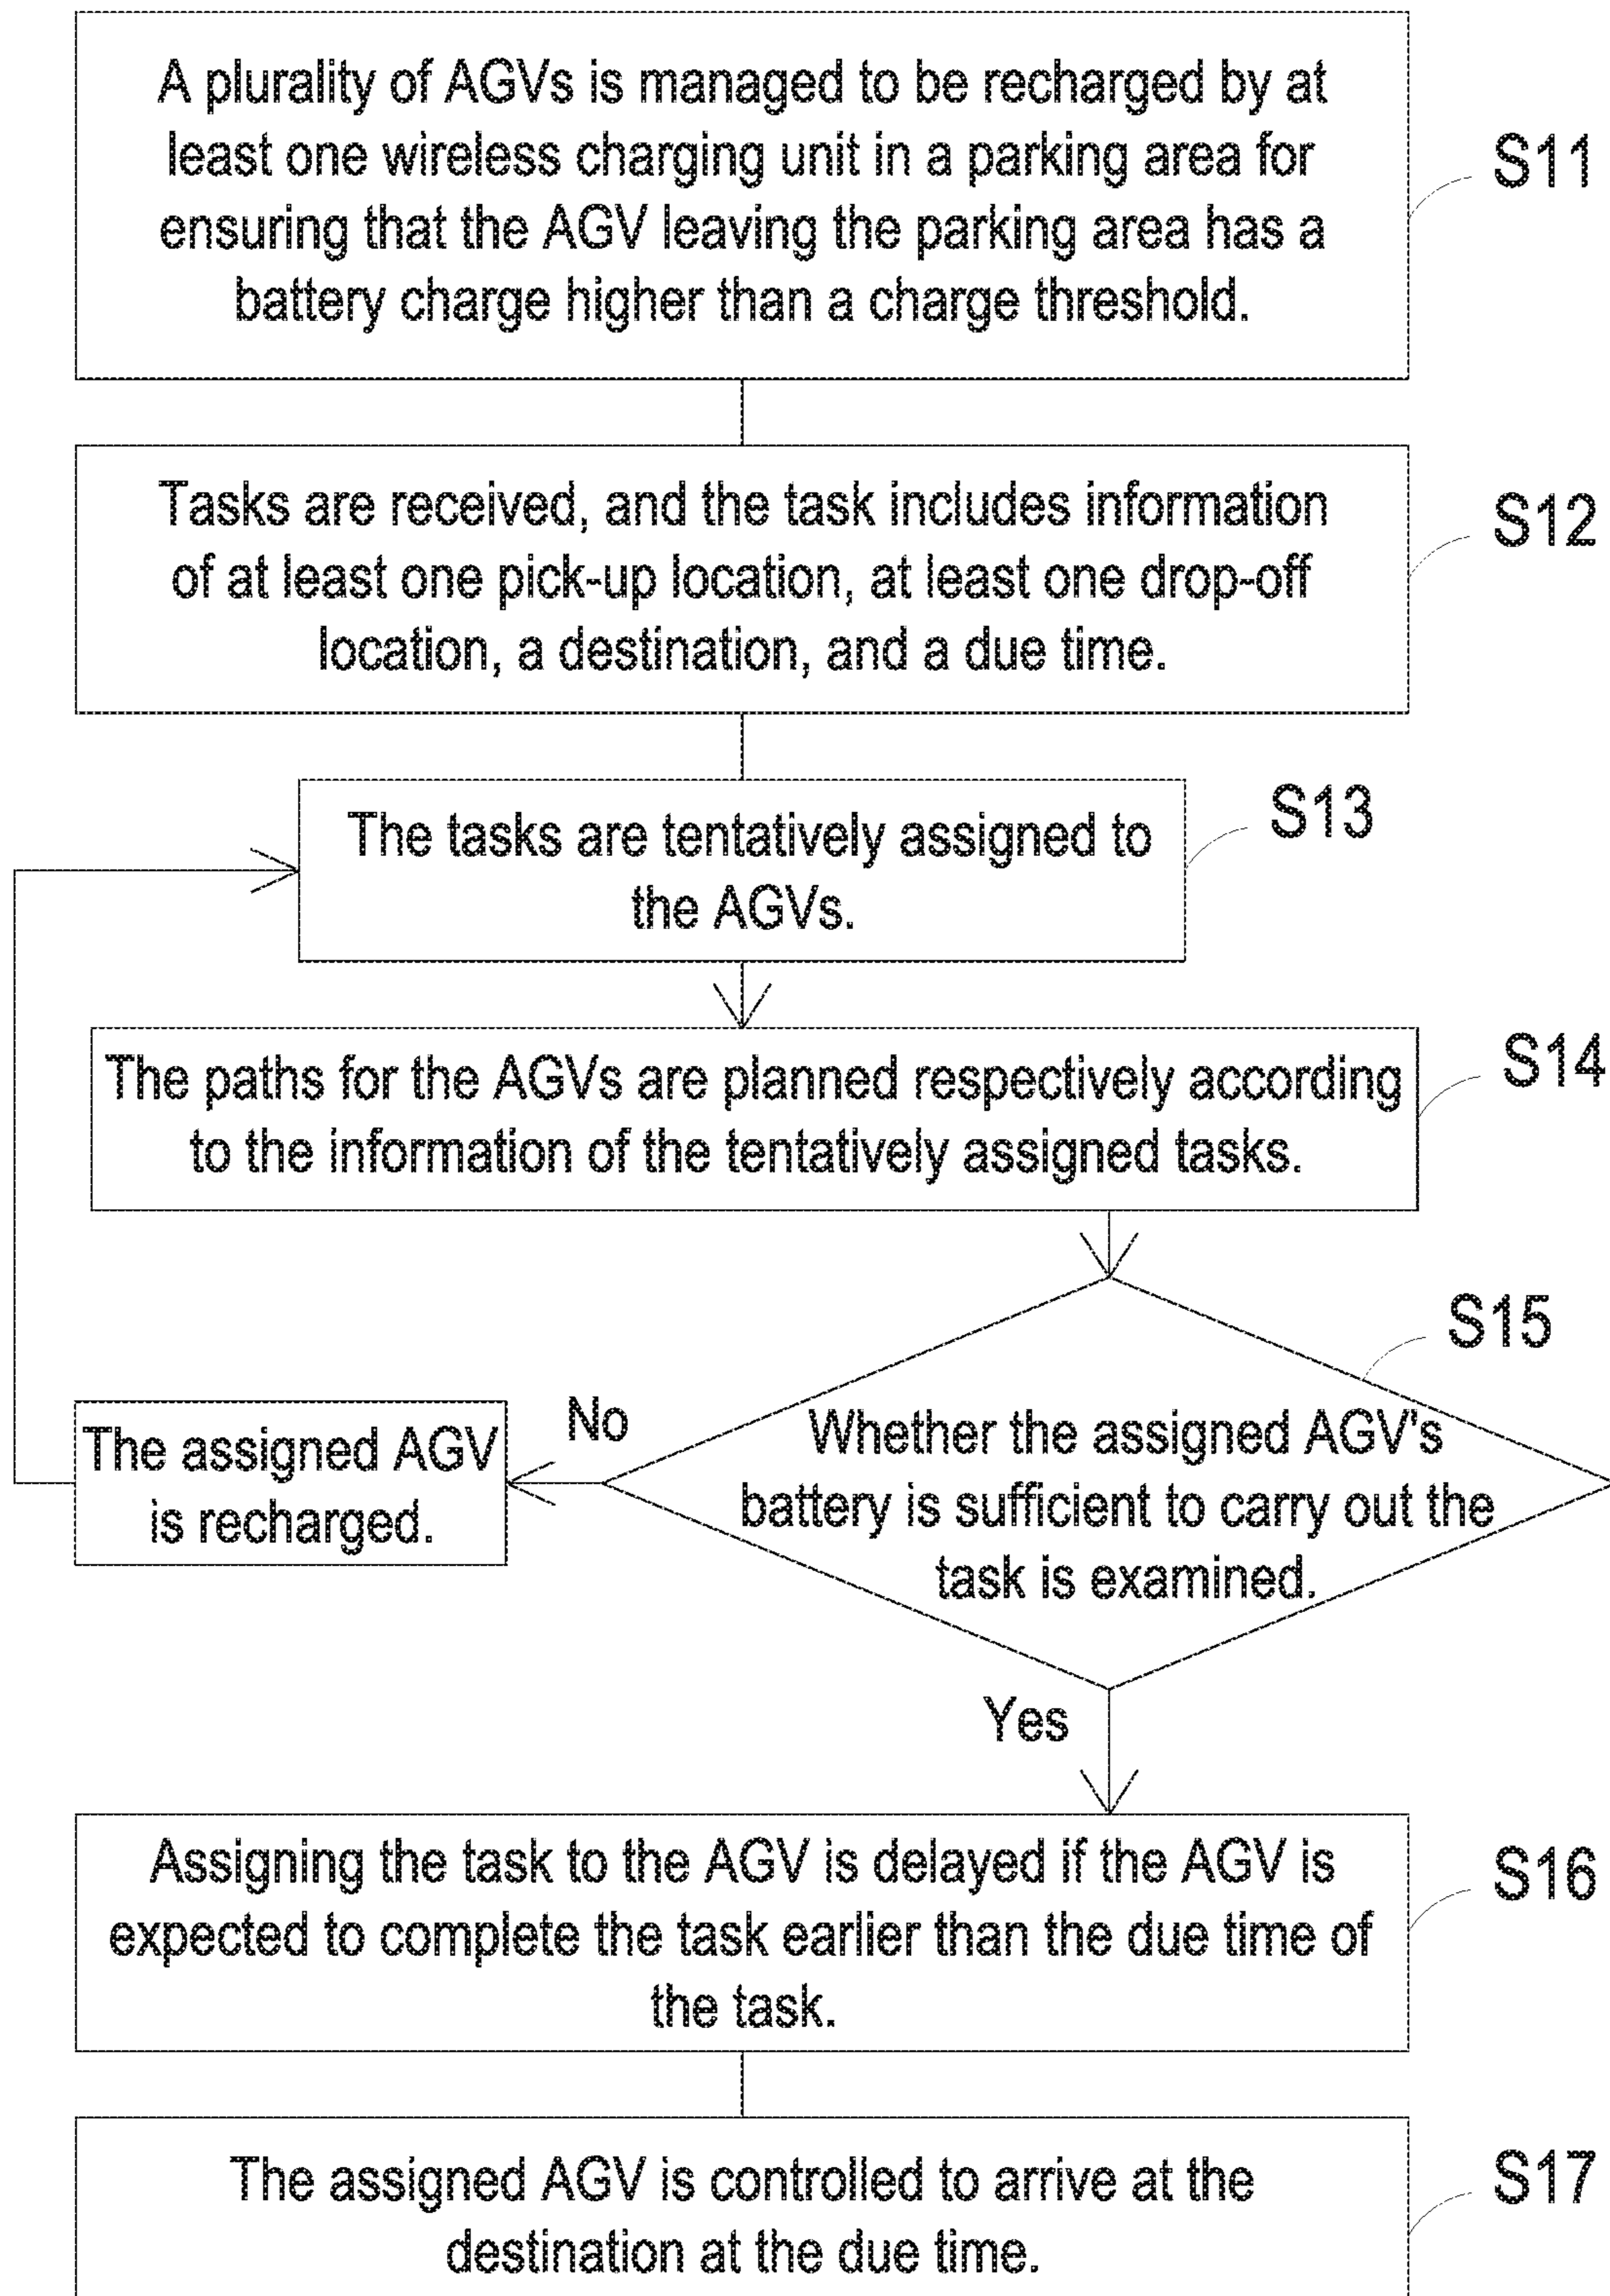 A plurality of AGVs is managed to be recharged by at
least one wireless charging unit in a parking area for
ensuring that the AGV leaving the parking area has a
battery charge higher than a charge threshold.
S11
Tasks are received, and the task includes information
of at least one pick-up location, at least one drop-off
location, a destination, and a due time.
S12
The tasks are tentatively assigned to
the AGVs.
S13
The paths for the AGVs are planned respectively according
to the information of the tentatively assigned tasks.
S14
S15
Whether the assigned AGV's
battery is sufficient to carry out the
task is examined.
No
The assigned AGV
is recharged.
Yes
Assigning the task to the AGV is delayed if the AGV is
expected to complete the task earlier than the due time of
the task.
S16
The assigned AGV is controlled to arrive at the
destination at the due time.
S17